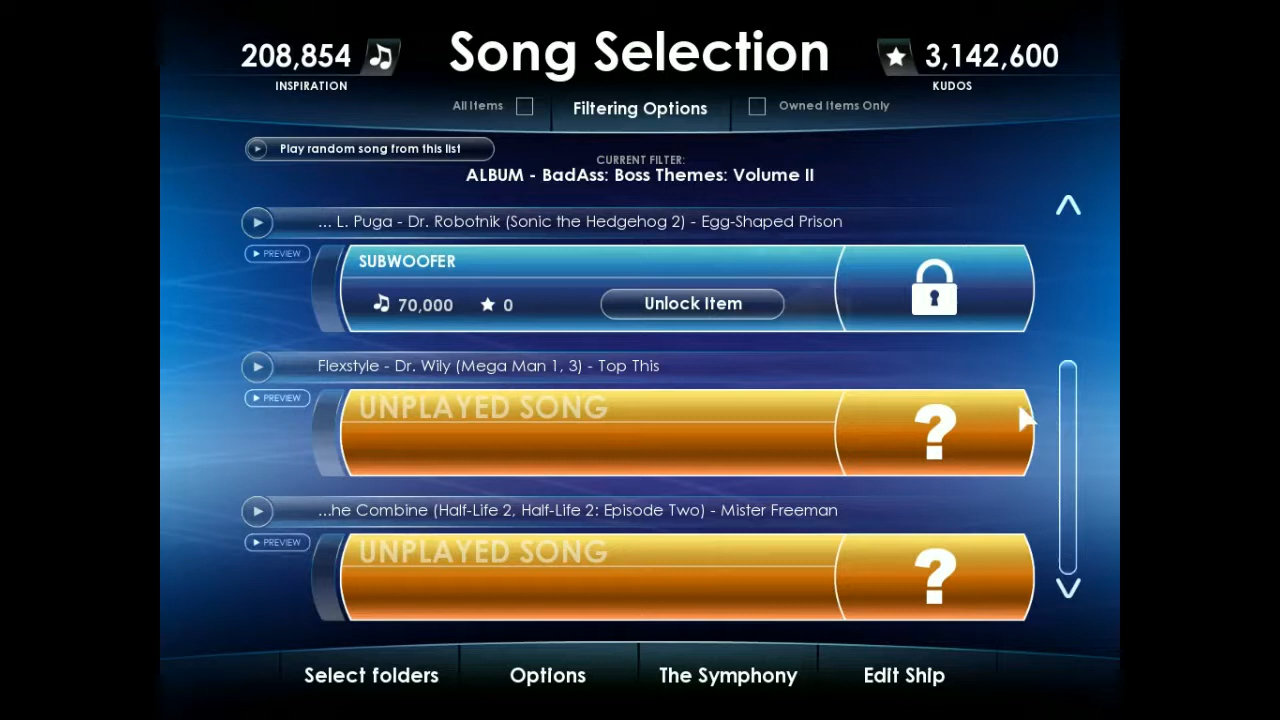 208,854
Song Selection
3,142,600
INSPIRATION
KUDOS
All Items
Filtering Options
Owned Items Only
Play random song from this list
CURRENT FILTER:
ALBUM - BadAss: Boss Themes: Volume II
... L. Puga - Dr. Robotnik (Sonic the Hedgehog 2) - Egg-Shaped Prison
PREVIEW
SUBWOOFER
70,000
0
Unlock Item
Flexstyle - Dr. Wily (Mega Man 1, 3) - Top This
PREVIEW
UNPLAYED SONG
?
...he Combine (Half-Life 2, Half-Life 2: Episode Two) - Mister Freeman
PREVIEW
UNPLAYED SONG
?
Select folders
Options
The Symphony
Edit Ship